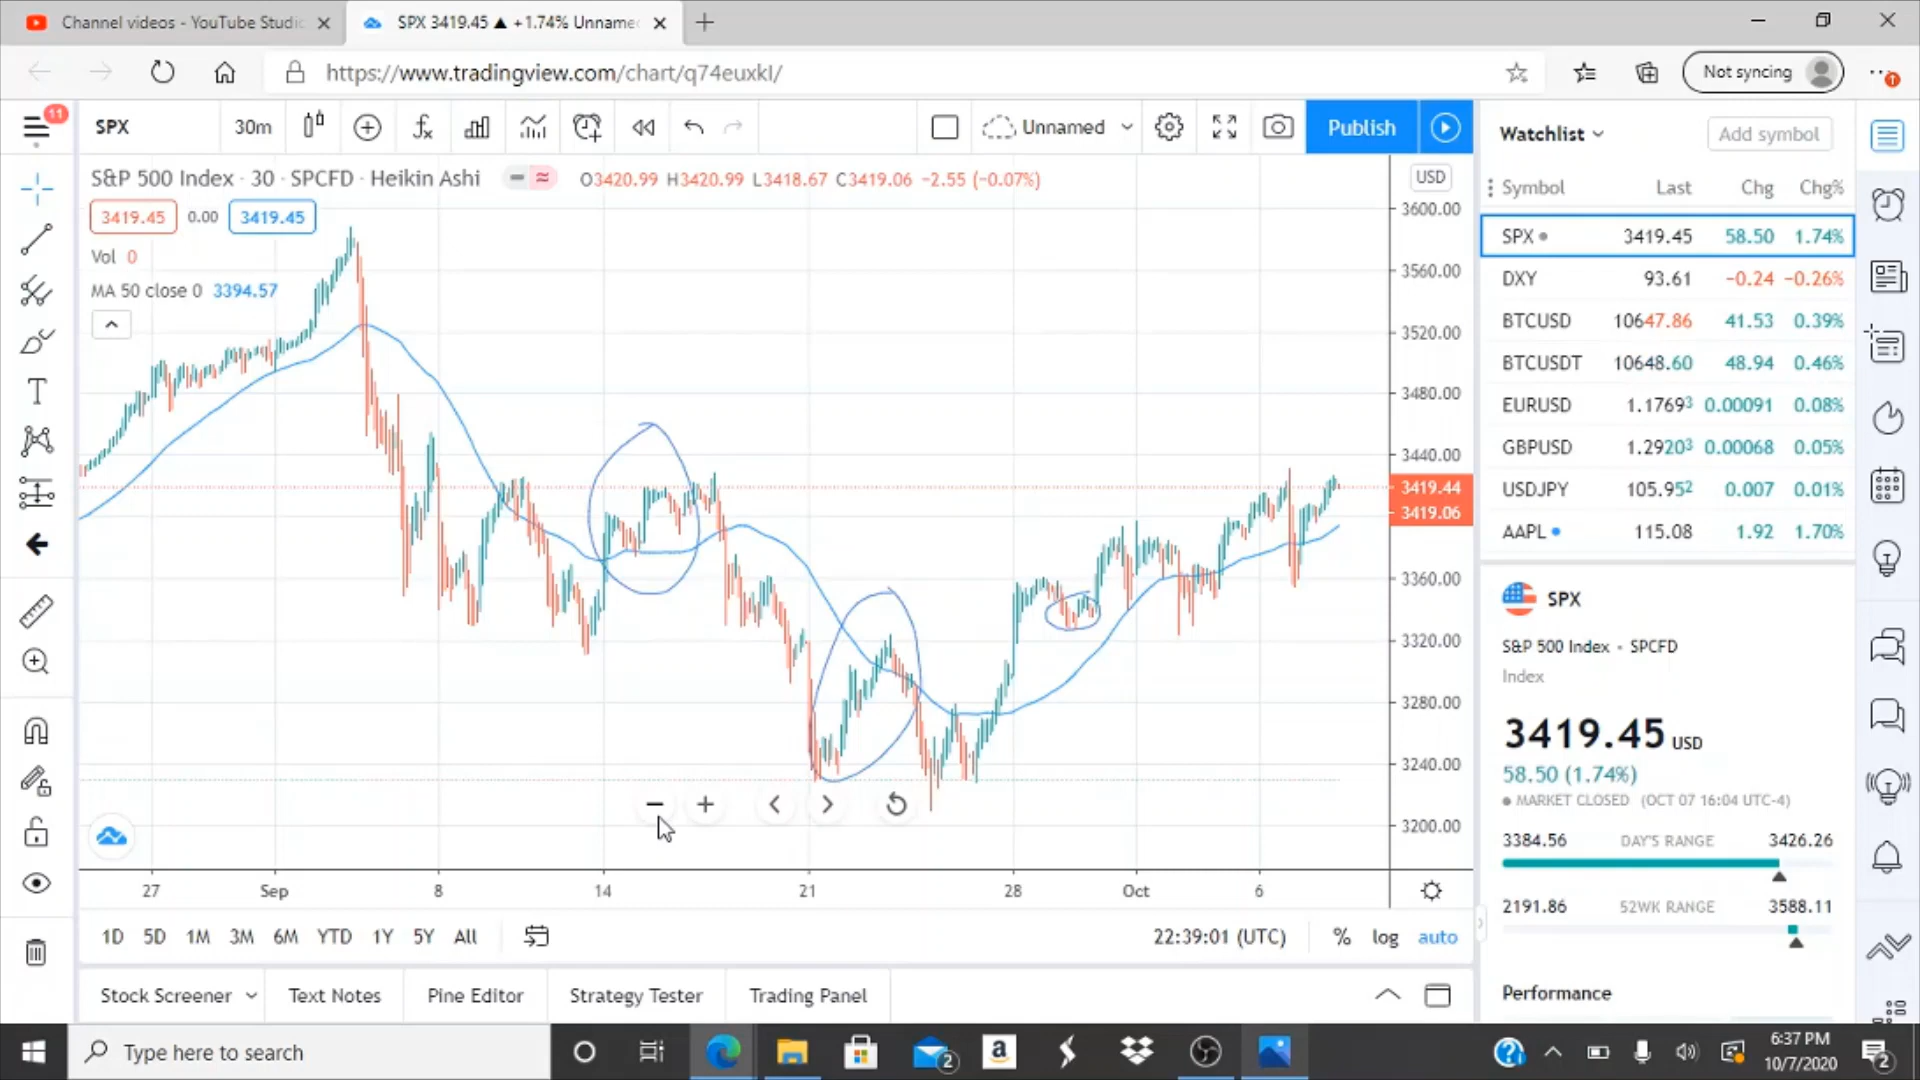 Channel videos - YouTube Studio
SPX 3419.45 ▲ +1.74% Unname
https://www.tradingview.com/chart/q74euxkI/
Not syncing
11
SPX
30m
Unnamed
Publish
S&P 500 Index · 30 · SPCFD · Heikin Ashi
O3420.99 H3420.99 L3418.67 C3419.06 −2.55 (−0.07%)
3419.45 0.00 3419.45
Vol 0
MA 50 close 0 3394.57
USD
3600.00
3560.00
3520.00
3480.00
3440.00
3419.44
3419.06
3360.00
3320.00
3280.00
3240.00
3200.00
27 Sep 8 14 21 28 Oct 6
1D 5D 1M 3M 6M YTD 1Y 5Y All
22:39:01 (UTC) % log auto
Stock Screener Text Notes Pine Editor Strategy Tester Trading Panel
Watchlist
Add symbol
Symbol Last Chg Chg%
SPX 3419.45 58.50 1.74%
DXY 93.61 −0.24 −0.26%
BTCUSD 10647.86 41.53 0.39%
BTCUSDT 10648.60 48.94 0.46%
EURUSD 1.17693 0.00091 0.08%
GBPUSD 1.29203 0.00068 0.05%
USDJPY 105.952 0.007 0.01%
AAPL 115.08 1.92 1.70%
SPX
S&P 500 Index • SPCFD
Index
3419.45 USD
58.50 (1.74%)
MARKET CLOSED (OCT 07 16:04 UTC-4)
3384.56 DAY'S RANGE 3426.26
2191.86 52WK RANGE 3588.11
Performance
Type here to search
2
a
6:37 PM
10/7/2020
2